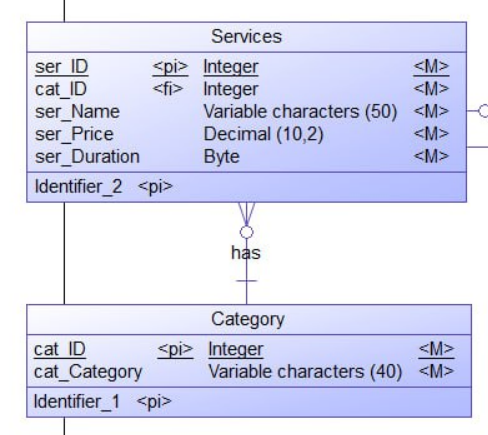 Services
ser_ID <pi> Integer <M>
cat_ID <fi> Integer <M>
ser_Name Variable characters (50) <M>
ser_Price Decimal (10,2) <M>
ser_Duration Byte <M>
Identifier_2 <pi>
has
Category
cat_ID <pi> Integer <M>
cat_Category Variable characters (40) <M>
Identifier_1 <pi>